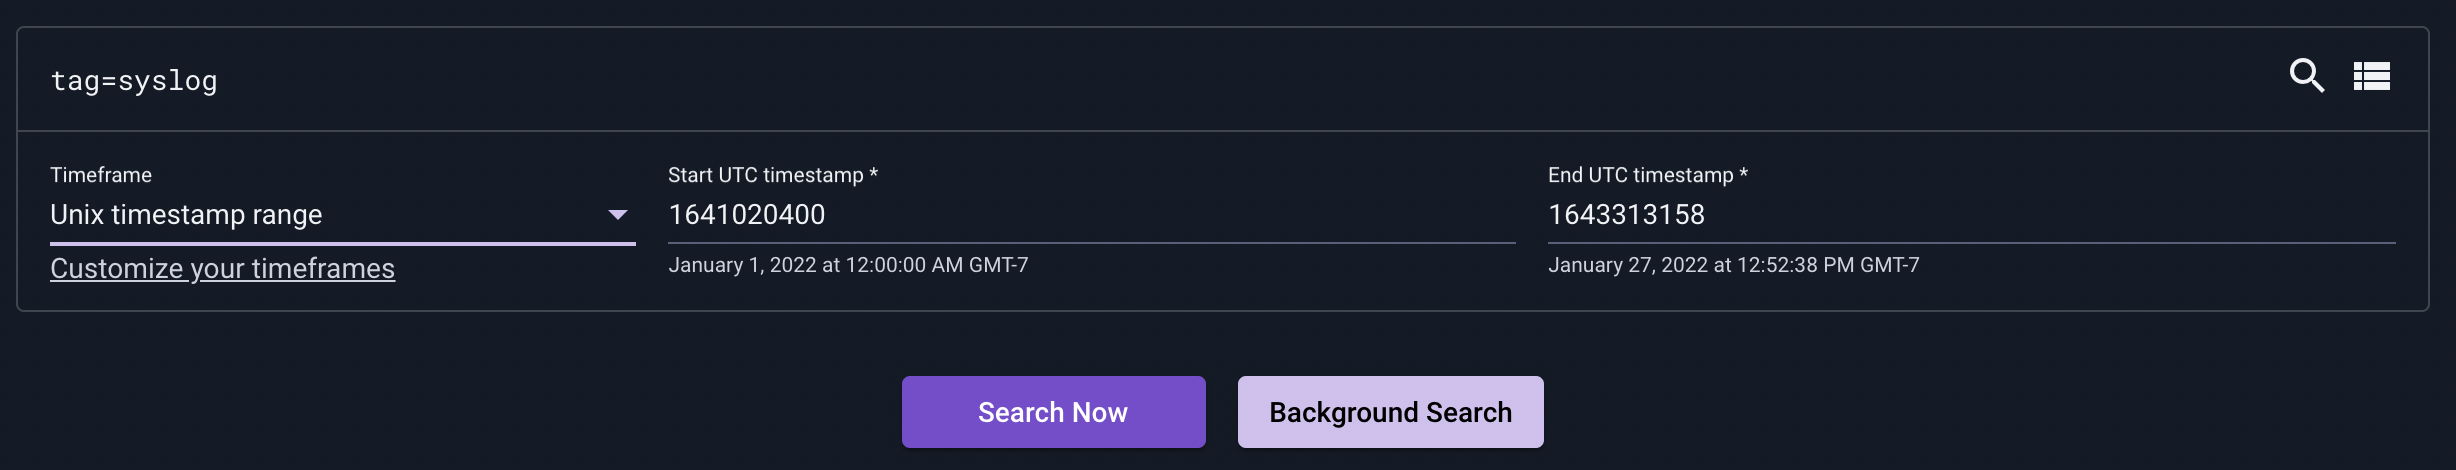 tag=syslog
Timeframe
Unix timestamp range
Customize your timeframes
Start UTC timestamp *
1641020400
January 1, 2022 at 12:00:00 AM GMT-7
End UTC timestamp *
1643313158
January 27, 2022 at 12:52:38 PM GMT-7
Search Now
Background Search